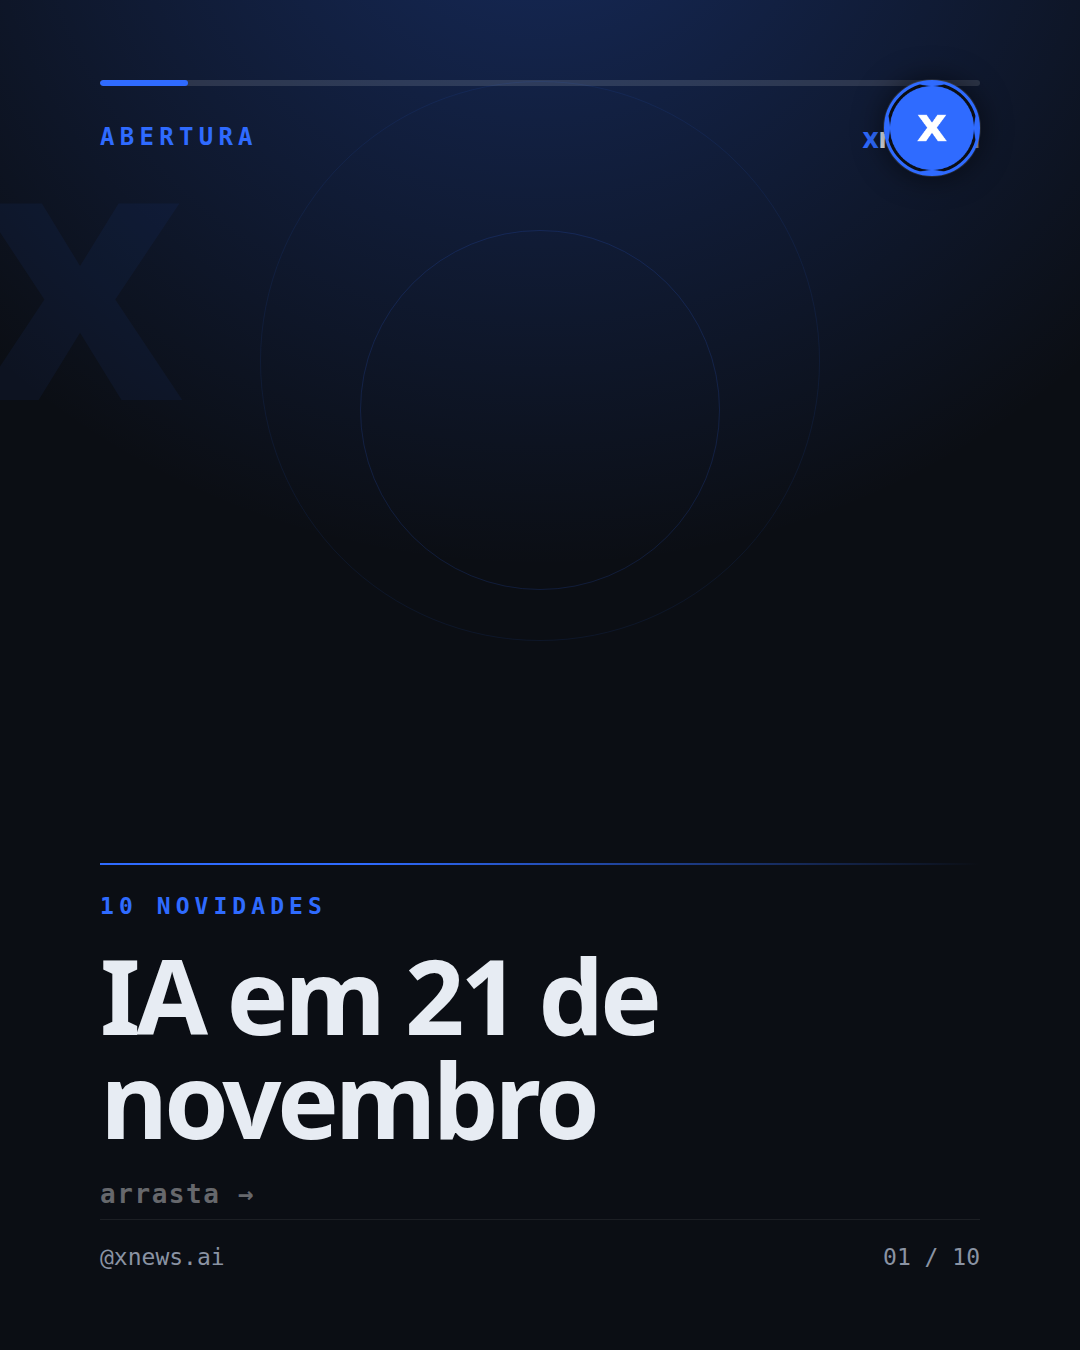 ABERTURA
x
10 NOVIDADES
IA em 21 de
novembro
arrasta →
@xnews.ai
01 / 10